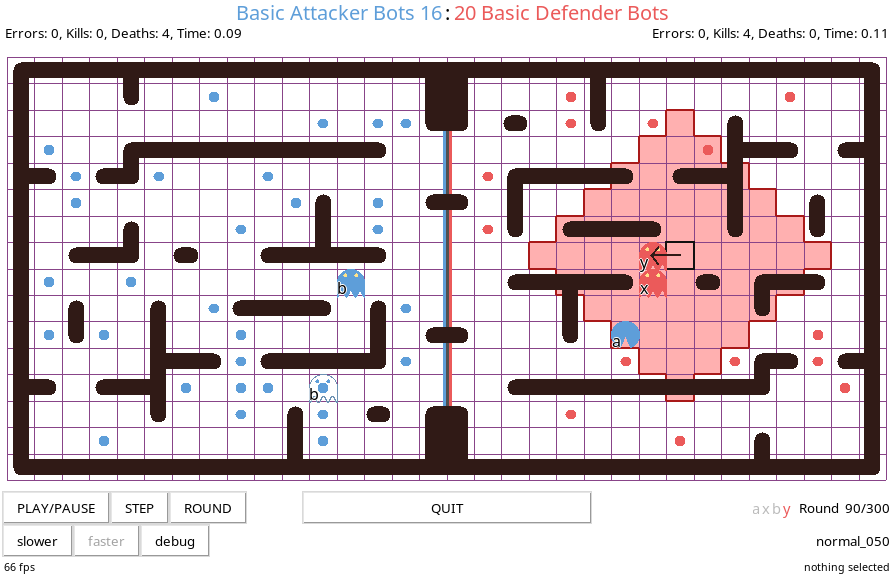 Basic Attacker Bots 16:20 Basic Defender Bots
Errors: 0, Kills: 0, Deaths: 4, Time: 0.09
Errors: 0, Kills: 4, Deaths: 0, Time: 0.11
y
b
x
a
b
PLAY/PAUSE
STEP
ROUND
QUIT
a x b y
Round 90/300
slower
faster
debug
normal_050
66 fps
nothing selected